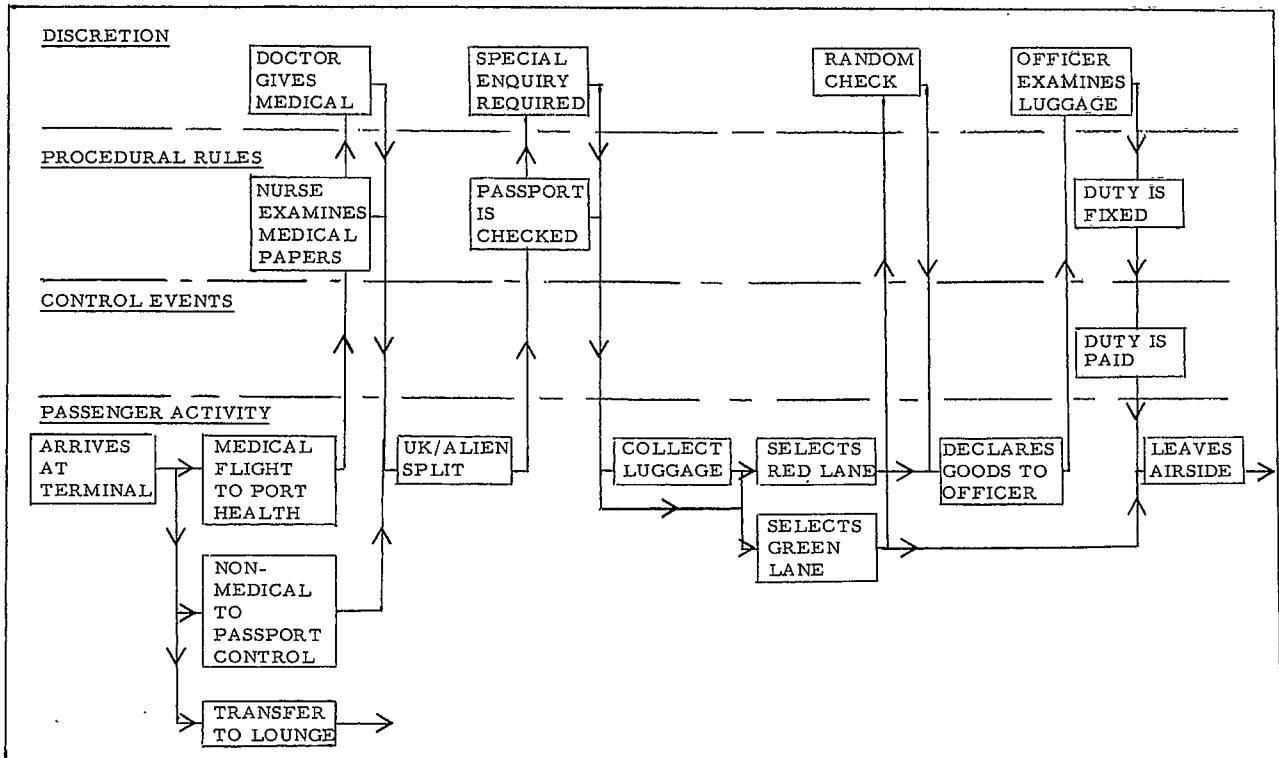 DISCRETION
DOCTOR
GIVES
MEDICAL
SPECIAL
ENQUIRY
REQUIRED
RANDOM
CHECK
OFFICER
EXAMINES
LUGGAGE
PROCEDURAL RULES
NURSE
EXAMINES
MEDICAL
PAPERS
PASSPORT
IS
CHECKED
DUTY IS
FIXED
CONTROL EVENTS
DUTY IS
PAID
PASSENGER ACTIVITY
ARRIVES
AT
TERMINAL
MEDICAL
FLIGHT
TO PORT
HEALTH
UK/ALIEN
SPLIT
COLLECT
LUGGAGE
SELECTS
RED LANE
DECLARES
GOODS TO
OFFICER
LEAVES
AIRSIDE
SELECTS
GREEN
LANE
NON-
MEDICAL
TO
PASSPORT
CONTROL
TRANSFER
TO LOUNGE